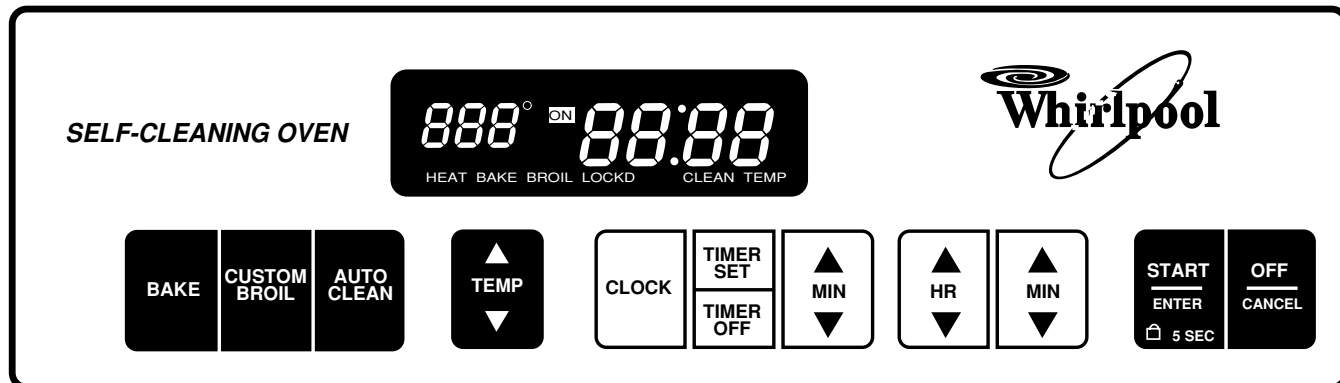 SELF-CLEANING OVEN
888° ON 88:88
HEAT BAKE BROIL LOCKD CLEAN TEMP
Whirlpool
BAKE
CUSTOM
BROIL
AUTO
CLEAN
TEMP
CLOCK
TIMER
SET
TIMER
OFF
MIN
HR
MIN
START
ENTER
5 SEC
OFF
CANCEL